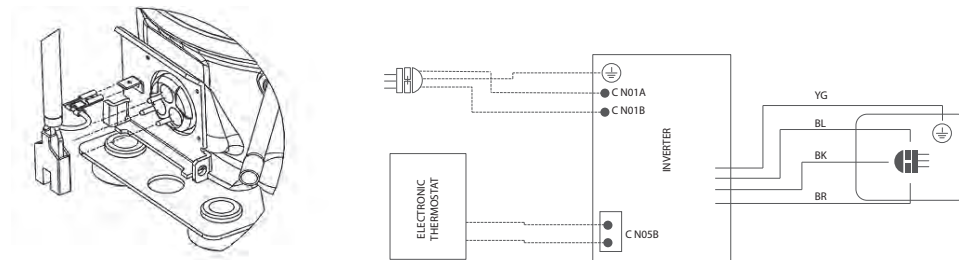 C N01A
C N01B
INVERTER
ELECTRONIC
THERMOSTAT
C N05B
YG
BL
BK
BR